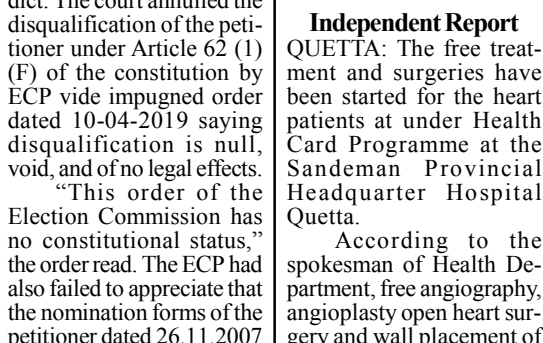 dict. The court annulled the
disqualification of the peti-
tioner under Article 62 (1)
(F) of the constitution by
ECP vide impugned order
dated 10-04-2019 saying
disqualification is null,
void, and of no legal effects.
“This order of the
Election Commission has
no constitutional status,”
the order read. The ECP had
also failed to appreciate that
the nomination forms of the
petitioner dated 26.11.2007
Independent Report
QUETTA: The free treat-
ment and surgeries have
been started for the heart
patients at under Health
Card Programme at the
Sandeman Provincial
Headquarter Hospital
Quetta.
According to the
spokesman of Health De-
partment, free angiography,
angioplasty open heart sur-
gery and wall placement of